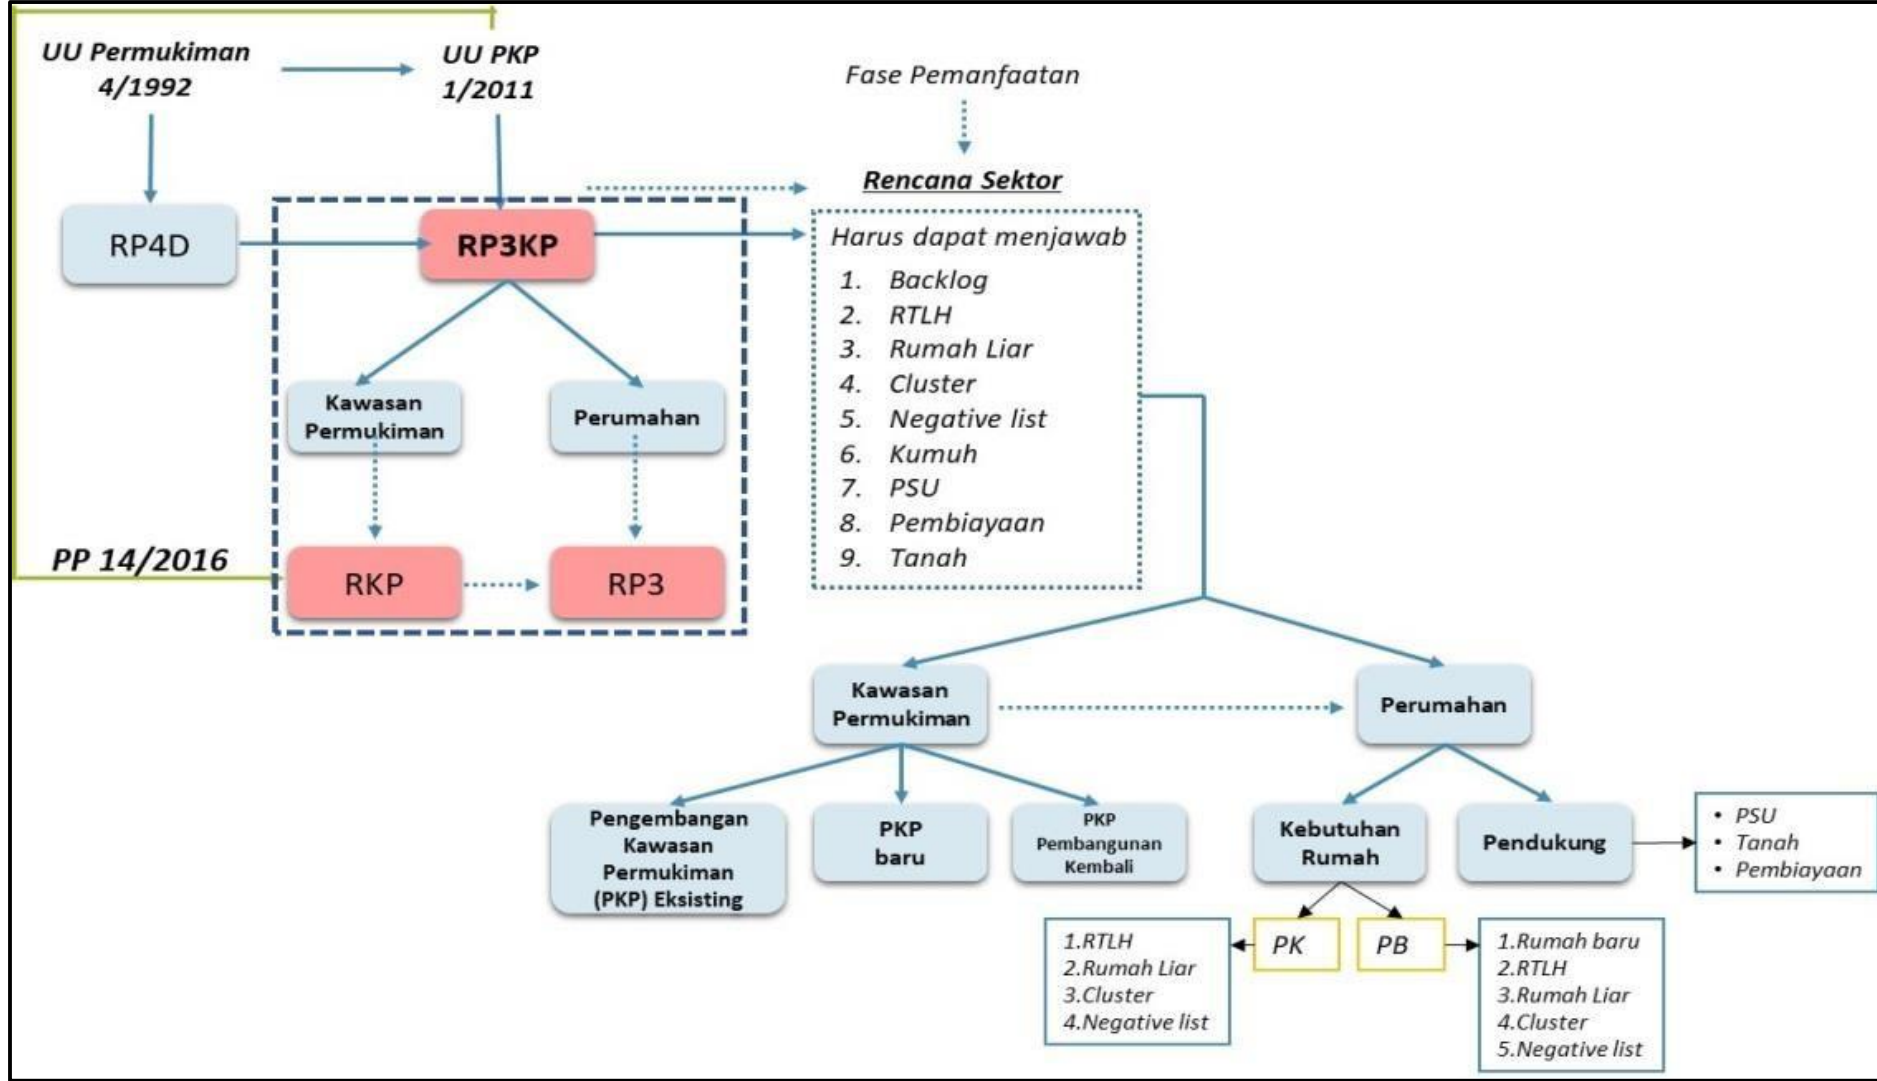 UU Permukiman
4/1992
UU PKP
1/2011
Fase Pemanfaatan
Rencana Sektor
RP4D
RP3KP
Harus dapat menjawab
1. Backlog
2. RTLH
3. Rumah Liar
4. Cluster
5. Negative list
6. Kumuh
7. PSU
8. Pembiayaan
9. Tanah
Kawasan
Permukiman
Perumahan
PP 14/2016
RKP
RP3
Kawasan
Permukiman
Perumahan
Pengembangan
Kawasan
Permukiman
(PKP) Eksisting
PKP
baru
PKP
Pembangunan
Kembali
Kebutuhan
Rumah
Pendukung
• PSU
• Tanah
• Pembiayaan
PK
PB
1.RTLH
2.Rumah Liar
3.Cluster
4.Negative list
1.Rumah baru
2.RTLH
3.Rumah Liar
4.Cluster
5.Negative list